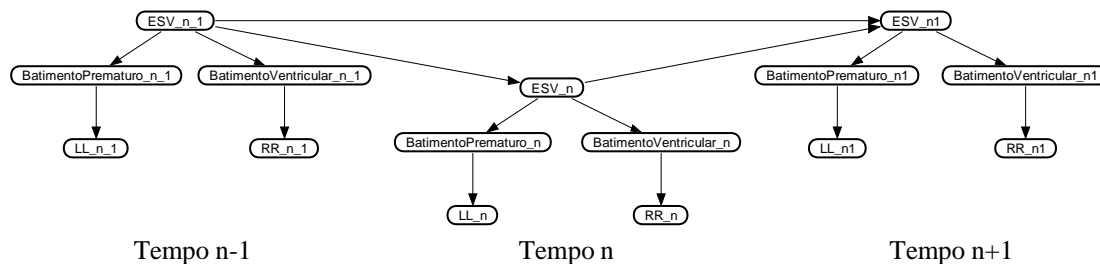 ESV_n_1
BatimentoPrematuro_n_1
BatimentoVentricular_n_1
LL_n_1
RR_n_1
ESV_n
BatimentoPrematuro_n
BatimentoVentricular_n
LL_n
RR_n
ESV_n1
BatimentoPrematuro_n1
BatimentoVentricular_n1
LL_n1
RR_n1
Tempo n-1
Tempo n
Tempo n+1